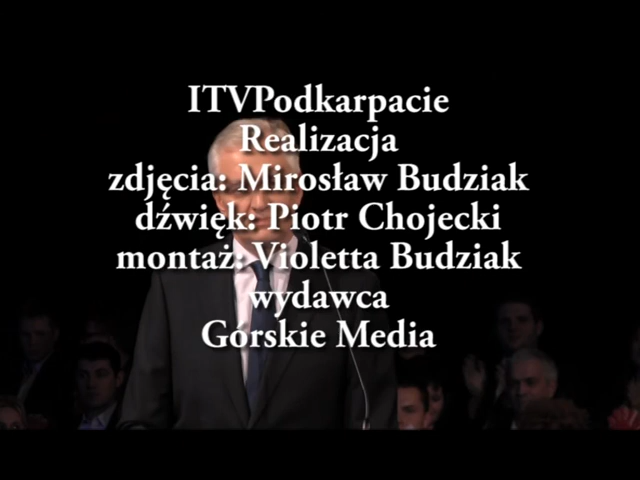 ITVPodkarpacie
Realizacja
zdjęcia: Mirosław Budziak
dźwięk: Piotr Chojecki
montaż: Violetta Budziak
wydawca
Górskie Media